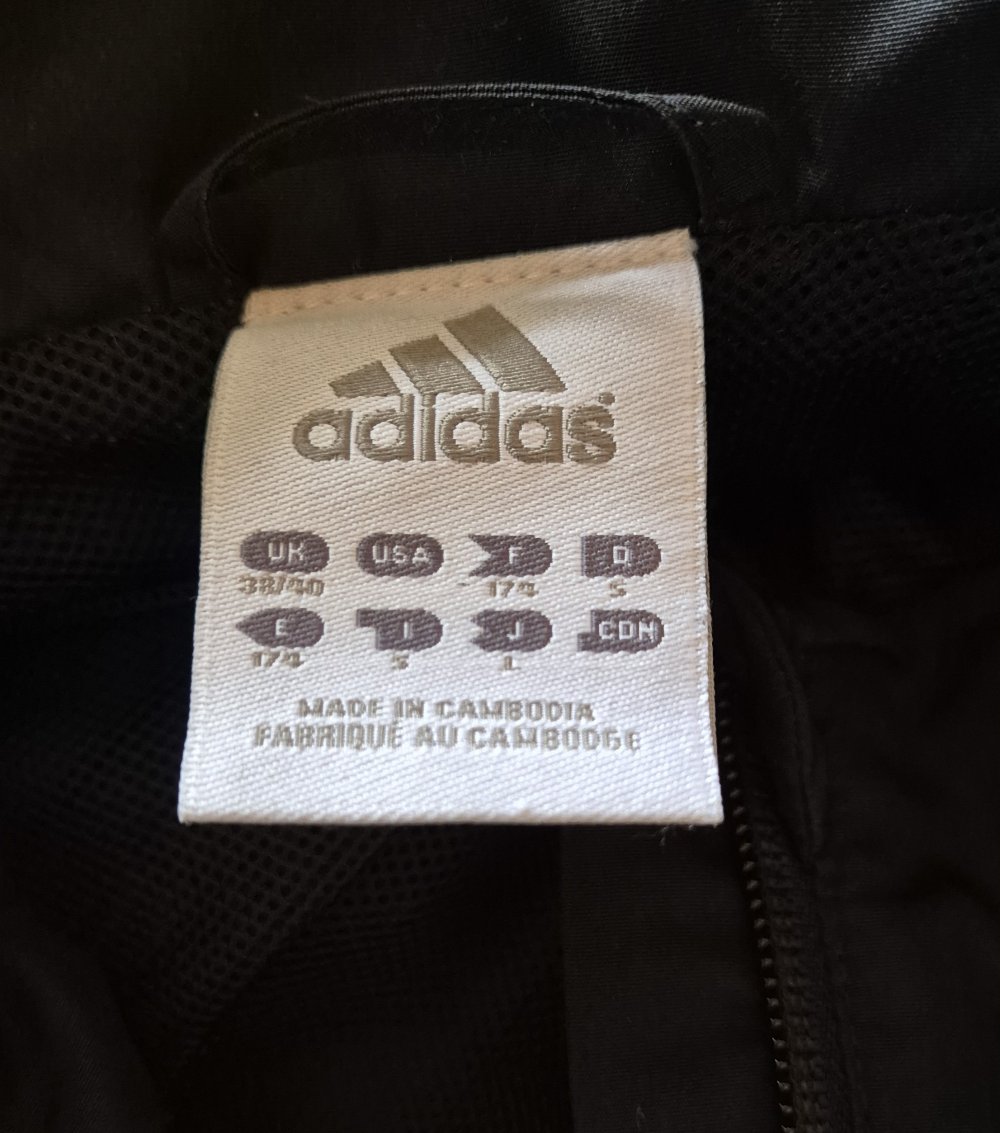 adidas
UK USA F D
38/40 174 S
E I J CDN
174 S L
MADE IN CAMBODIA
FABRIQUÉ AU CAMBODGE